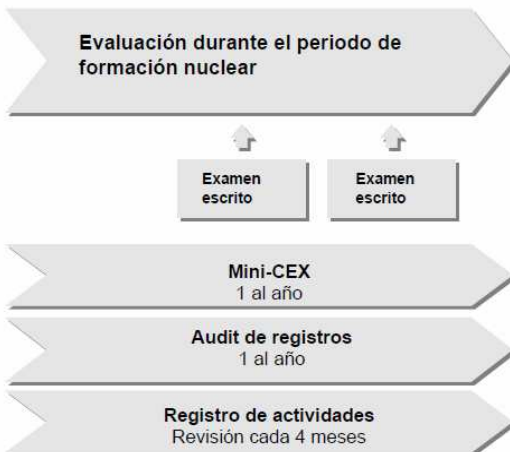 Evaluación durante el periodo de
formación nuclear
Examen
escrito
Examen
escrito
Mini-CEX
1 al año
Audit de registros
1 al año
Registro de actividades
Revisión cada 4 meses